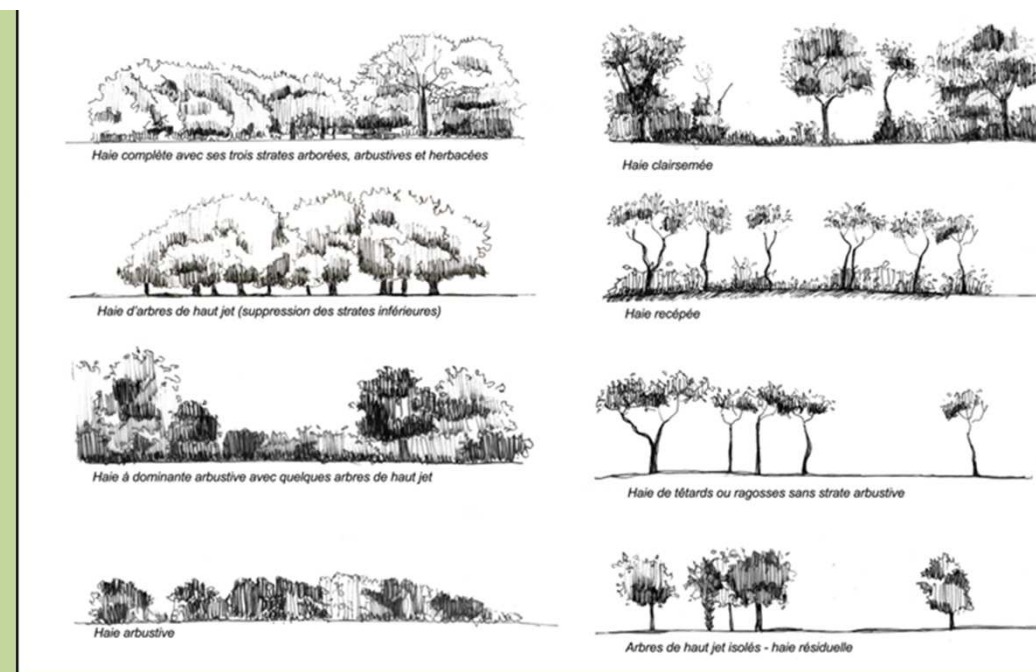 Haie complète avec ses trois strates arborées, arbustives et herbacées
Haie d'arbres de haut jet (suppression des strates inférieures)
Haie à dominante arbustive avec quelques arbres de haut jet
Haie arbustive
Haie clairsemée
Haie recépée
Haie de têtards ou ragosses sans strate arbustive
Arbres de haut jet isolés - haie résiduelle